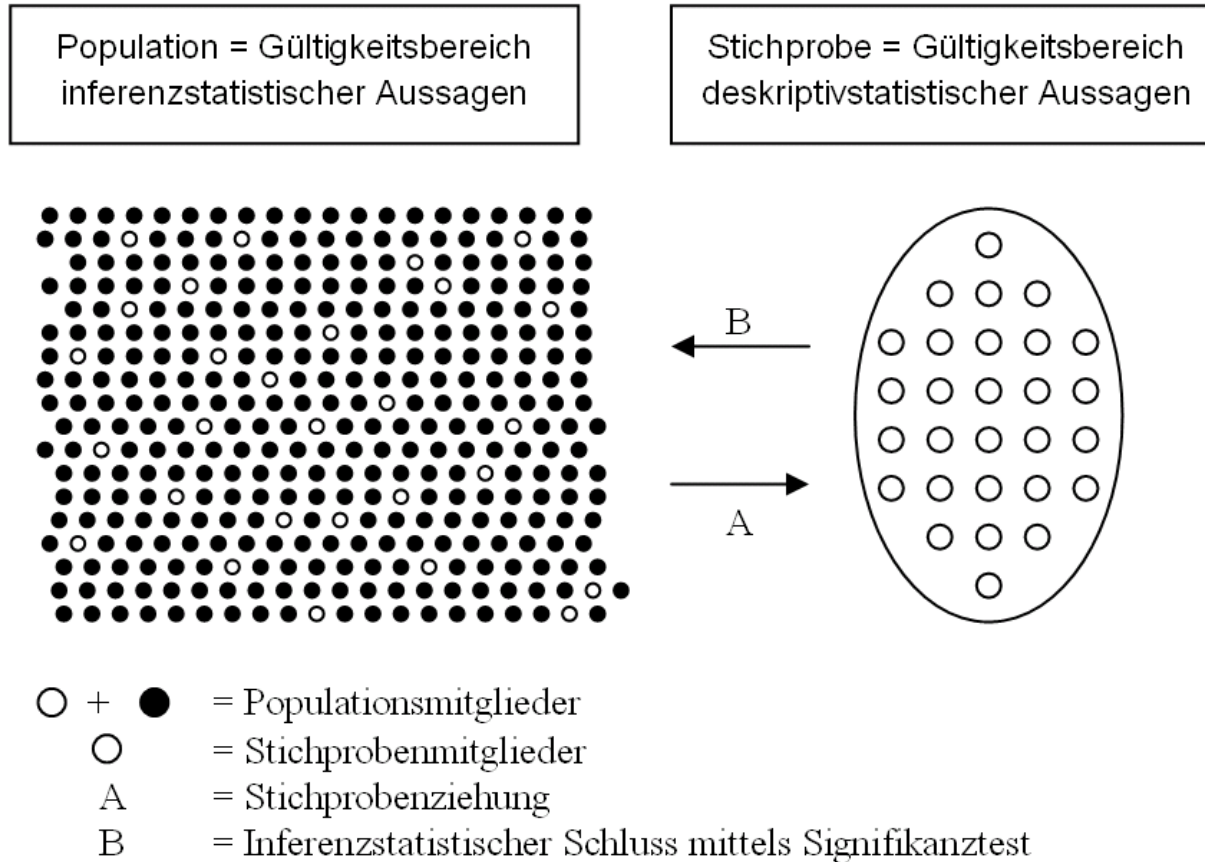 Population = Gültigkeitsbereich
inferenzstatistischer Aussagen
Stichprobe = Gültigkeitsbereich
deskriptivstatistischer Aussagen
B
A
+ = Populationsmitglieder
= Stichprobenmitglieder
A = Stichprobenziehung
B = Inferenzstatistischer Schluss mittels Signifikanztest